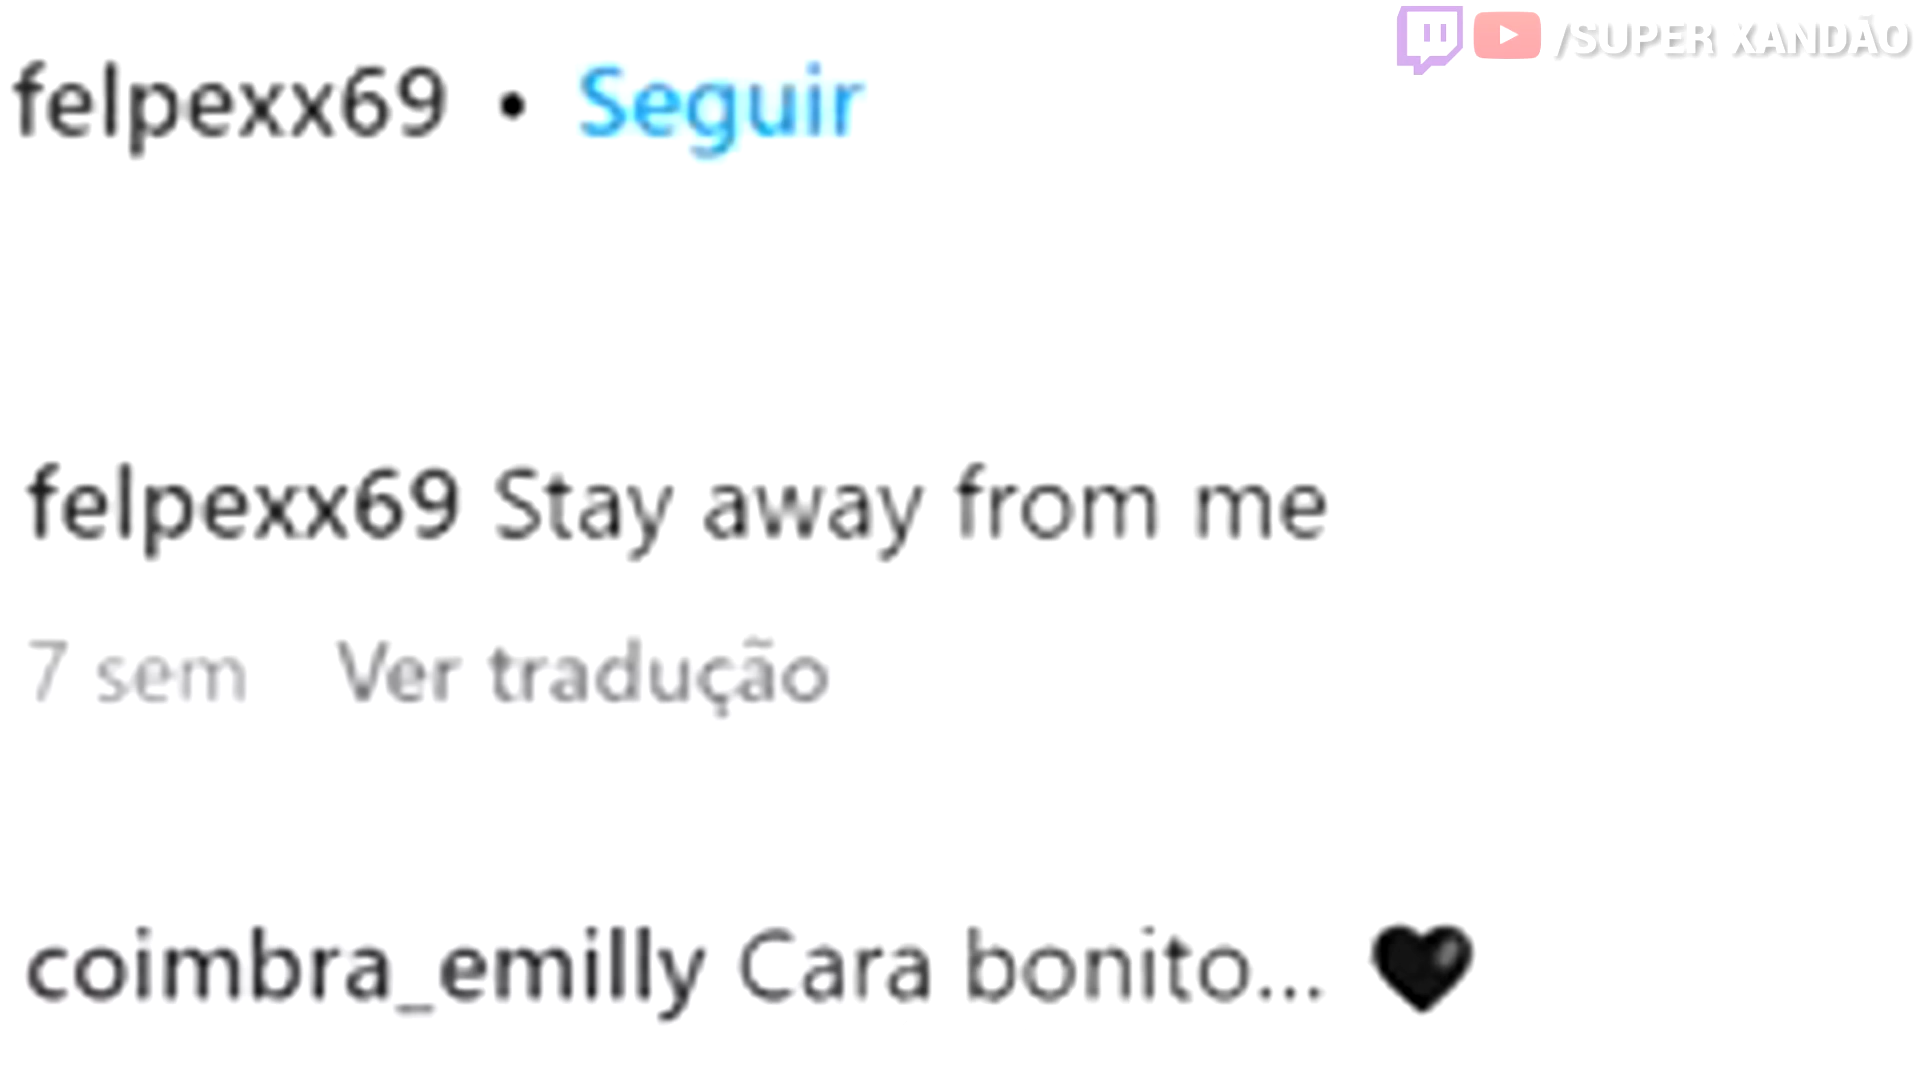 /SUPER XANDÃO
felpexx69 • Seguir
felpexx69 Stay away from me
7 sem Ver tradução
coimbra_emilly Cara bonito... 🖤